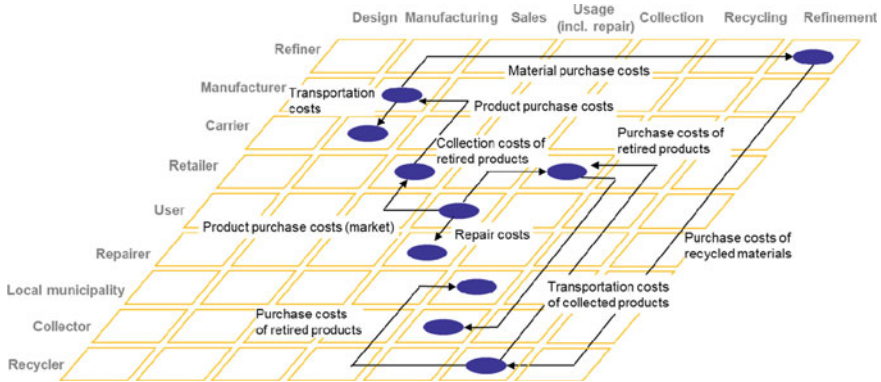 Usage
Design Manufacturing Sales (incl. repair) Collection Recycling Refinement
Refiner
Material purchase costs
Manufacturer
Transportation
costs
Product purchase costs
Carrier
Purchase costs of
retired products
Collection costs of
retired products
Retailer
User
Product purchase costs (market)
Repair costs
Purchase costs of
recycled materials
Repairer
Local municipality
Transportation costs
of collected products
Purchase costs
of retired products
Collector
Recycler